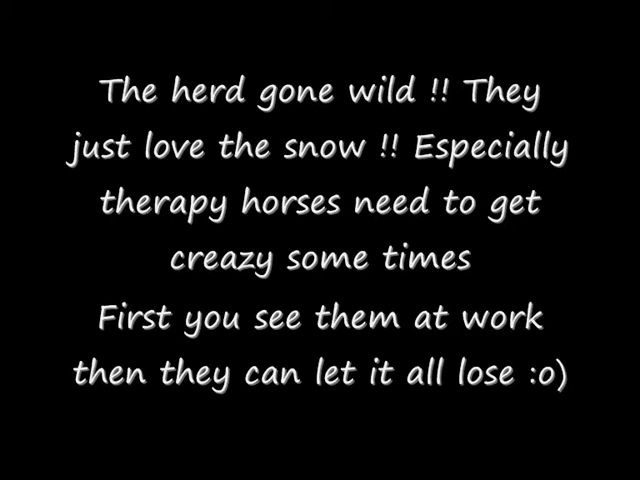 The herd gone wild !! They
just love the snow !! Especially
therapy horses need to get
creazy some times
First you see them at work
then they can let it all lose :o)